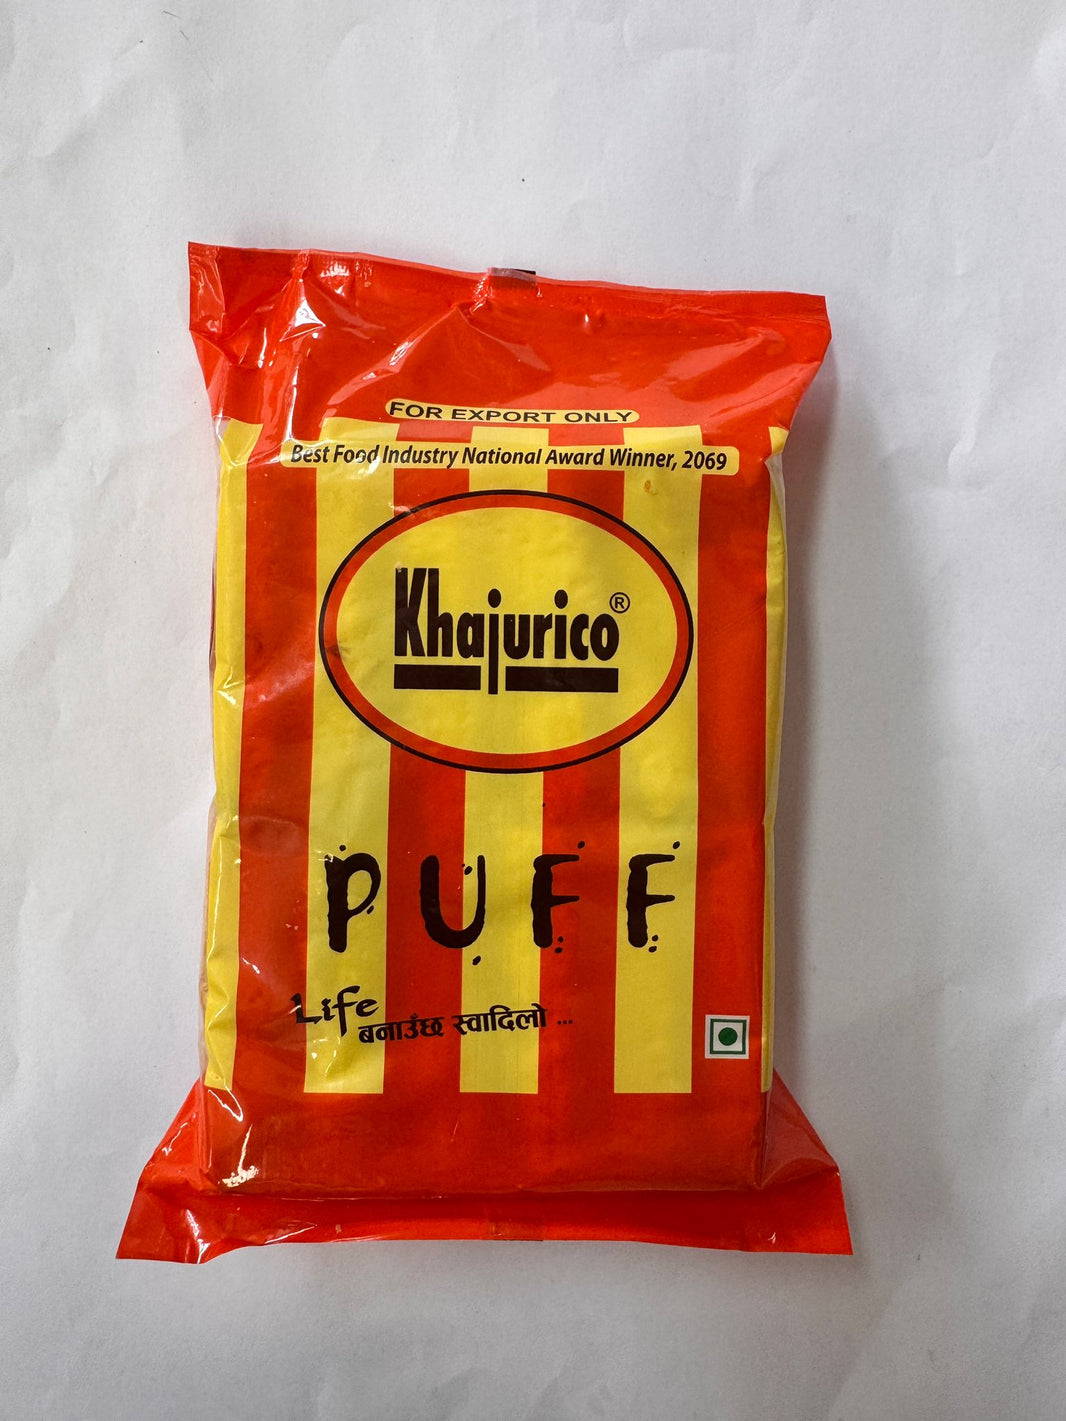 FOR EXPORT ONLY
Best Food Industry National Award Winner, 2069
Khajurico®
PUFF
Life
बनाउँछ स्वादिलो ...